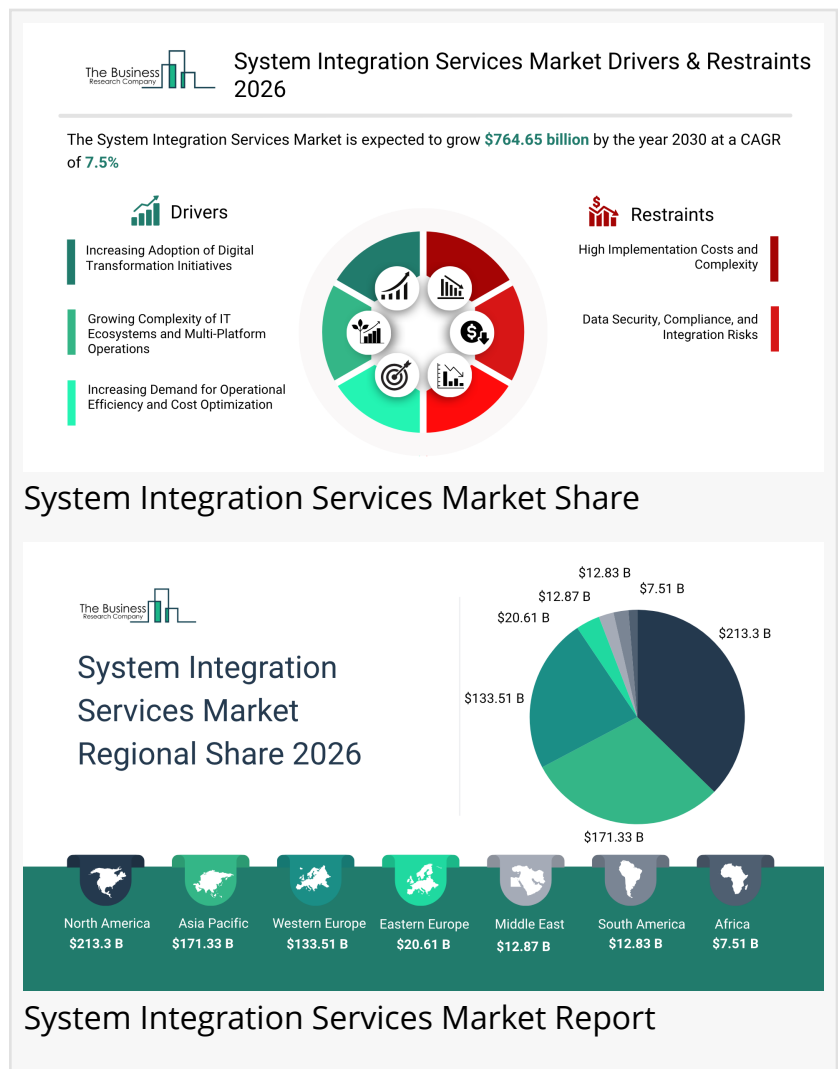 The Business
Research Company
System Integration Services Market Drivers & Restraints
2026
The System Integration Services Market is expected to grow $764.65 billion by the year 2030 at a CAGR
of 7.5%
Drivers
Increasing Adoption of Digital
Transformation Initiatives
Growing Complexity of IT
Ecosystems and Multi-Platform
Operations
Increasing Demand for Operational
Efficiency and Cost Optimization
Restraints
High Implementation Costs and
Complexity
Data Security, Compliance, and
Integration Risks
System Integration Services Market Share
The Business
Research Company
System Integration
Services Market
Regional Share 2026
$12.83 B
$7.51 B
$12.87 B
$20.61 B
$213.3 B
$133.51 B
$171.33 B
North America
$213.3 B
Asia Pacific
$171.33 B
Western Europe
$133.51 B
Eastern Europe
$20.61 B
Middle East
$12.87 B
South America
$12.83 B
Africa
$7.51 B
System Integration Services Market Report